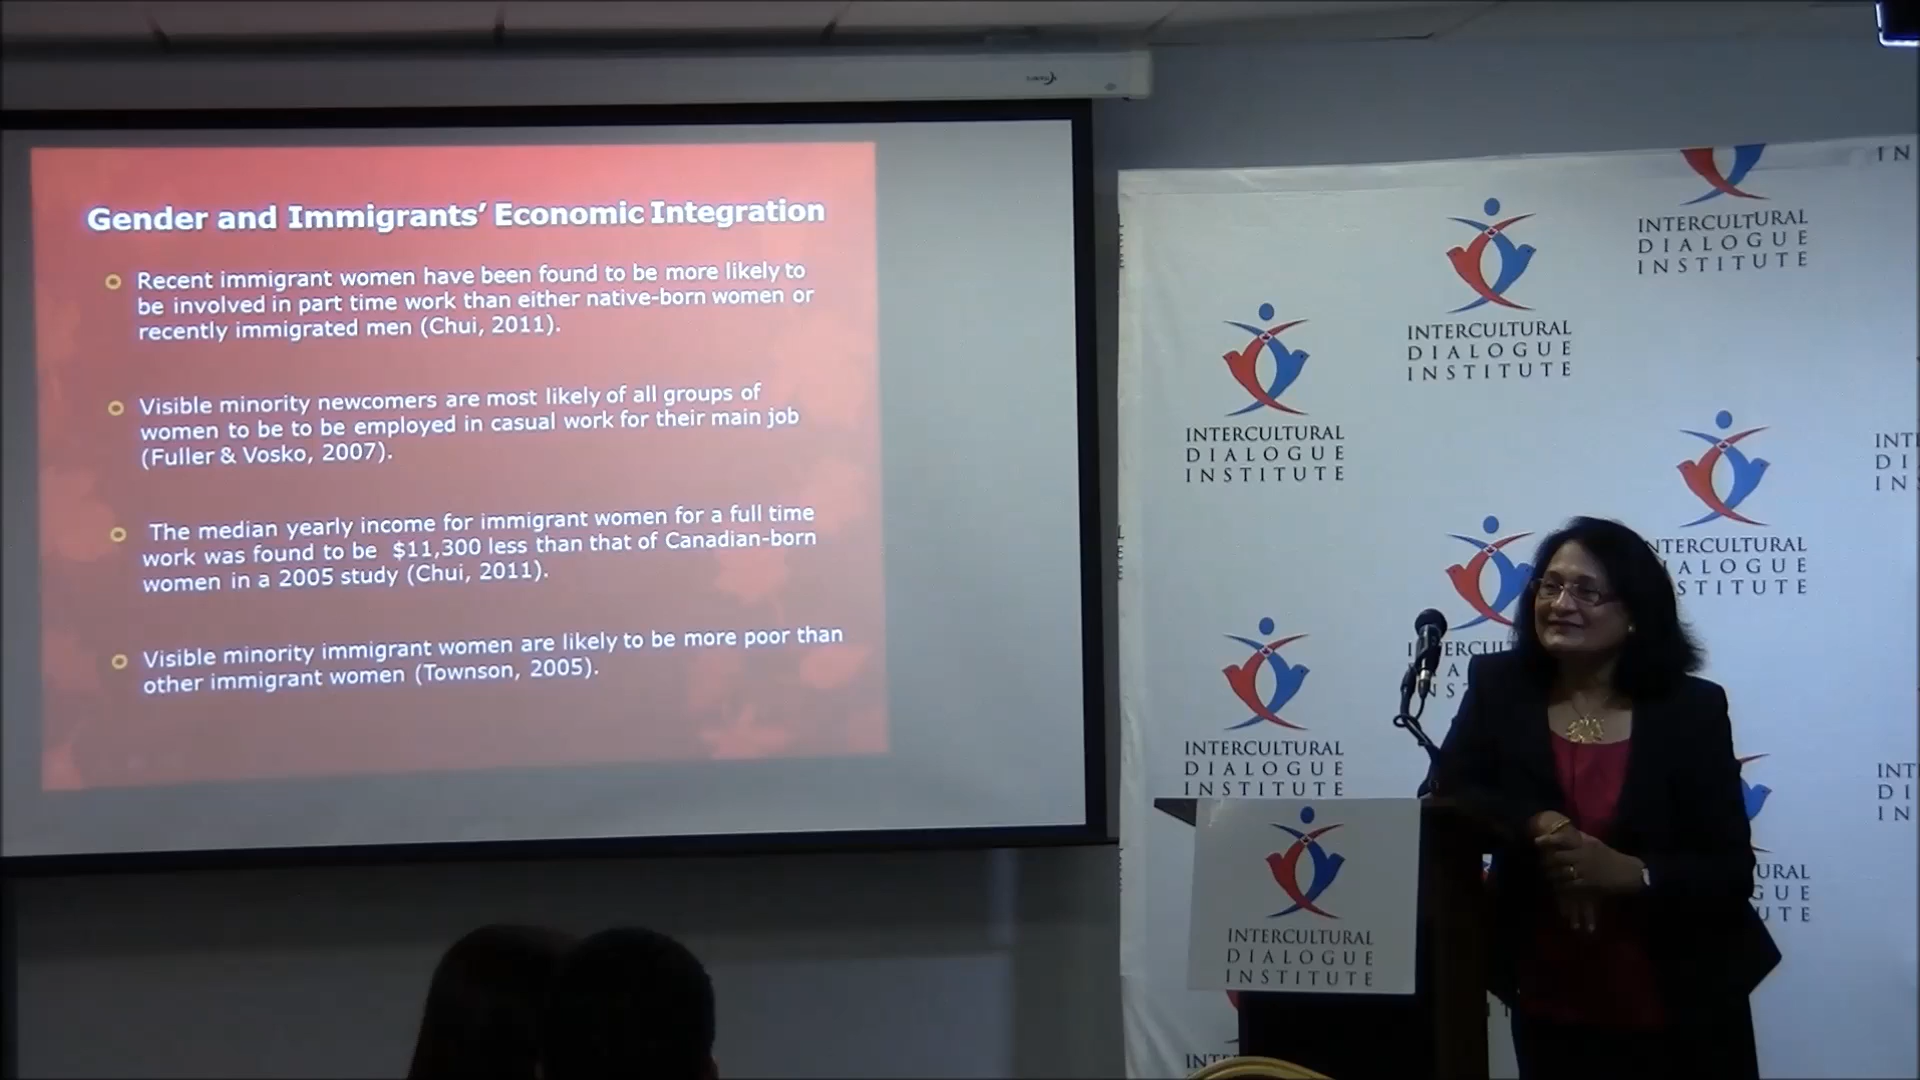 Gender and Immigrants' Economic Integration
Recent immigrant women have been found to be more likely to
be involved in part time work than either native-born women or
recently immigrated men (Chui, 2011).
Visible minority newcomers are most likely of all groups of
women to be to be employed in casual work for their main job
(Fuller & Vosko, 2007).
The median yearly income for immigrant women for a full time
work was found to be $11,300 less than that of Canadian-born
women in a 2005 study (Chui, 2011).
Visible minority immigrant women are likely to be more poor than
other immigrant women (Townson, 2005).
INTERCULTURAL
DIALOGUE
INSTITUTE
INTERCULTURAL
DIALOGUE
INSTITUTE
INTERCULTURAL
DIALOGUE
INSTITUTE
INTERCULTURAL
DIALOGUE
INSTITUTE
INTERCULTURAL
DIALOGUE
INSTITUTE